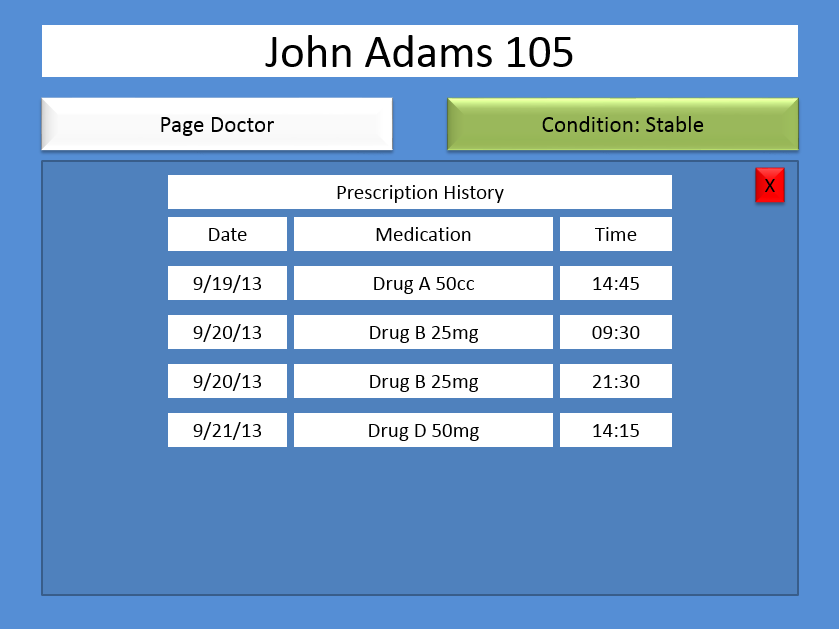 John Adams 105
Page Doctor Condition: Stable
Prescription History X
Date Medication Time
9/19/13 Drug A 50cc 14:45
9/20/13 Drug B 25mg 09:30
9/20/13 Drug B 25mg 21:30
9/21/13 Drug D 50mg 14:15